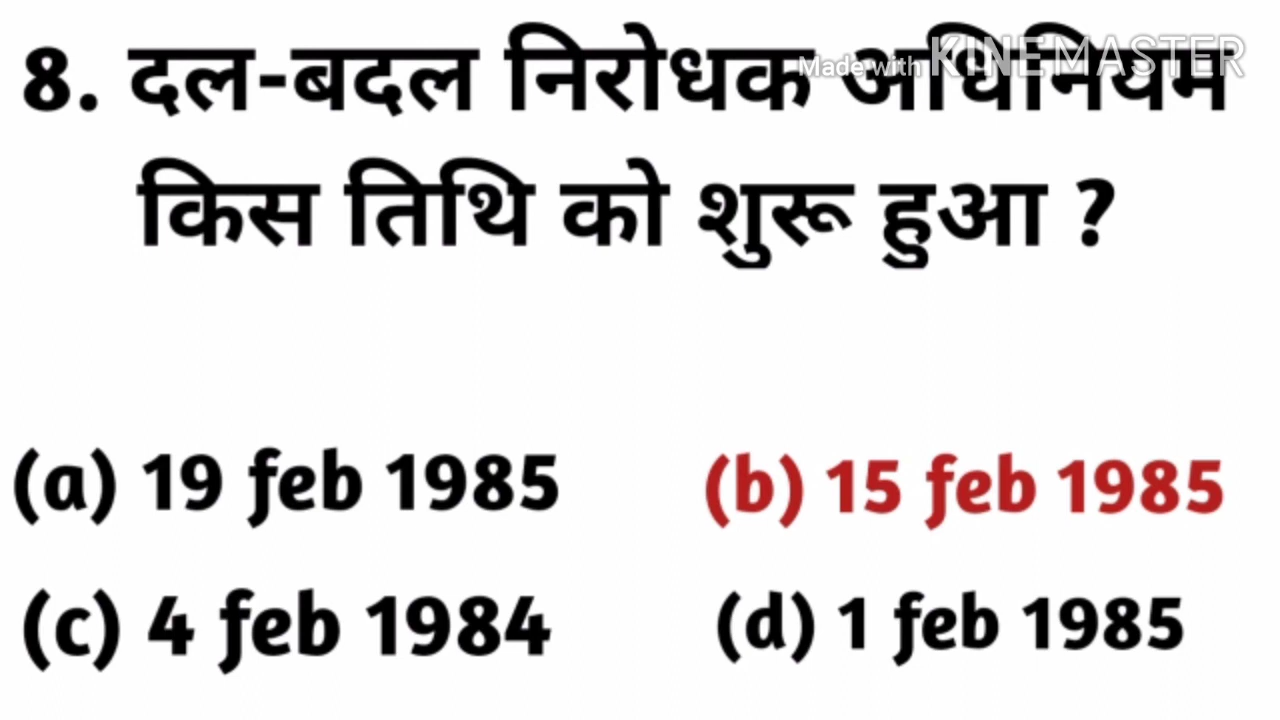 Made with KINEMASTER
8. दल-बदल निरोधक अधिनियम
किस तिथि को शुरू हुआ ?
(a) 19 feb 1985 (b) 15 feb 1985
(c) 4 feb 1984 (d) 1 feb 1985